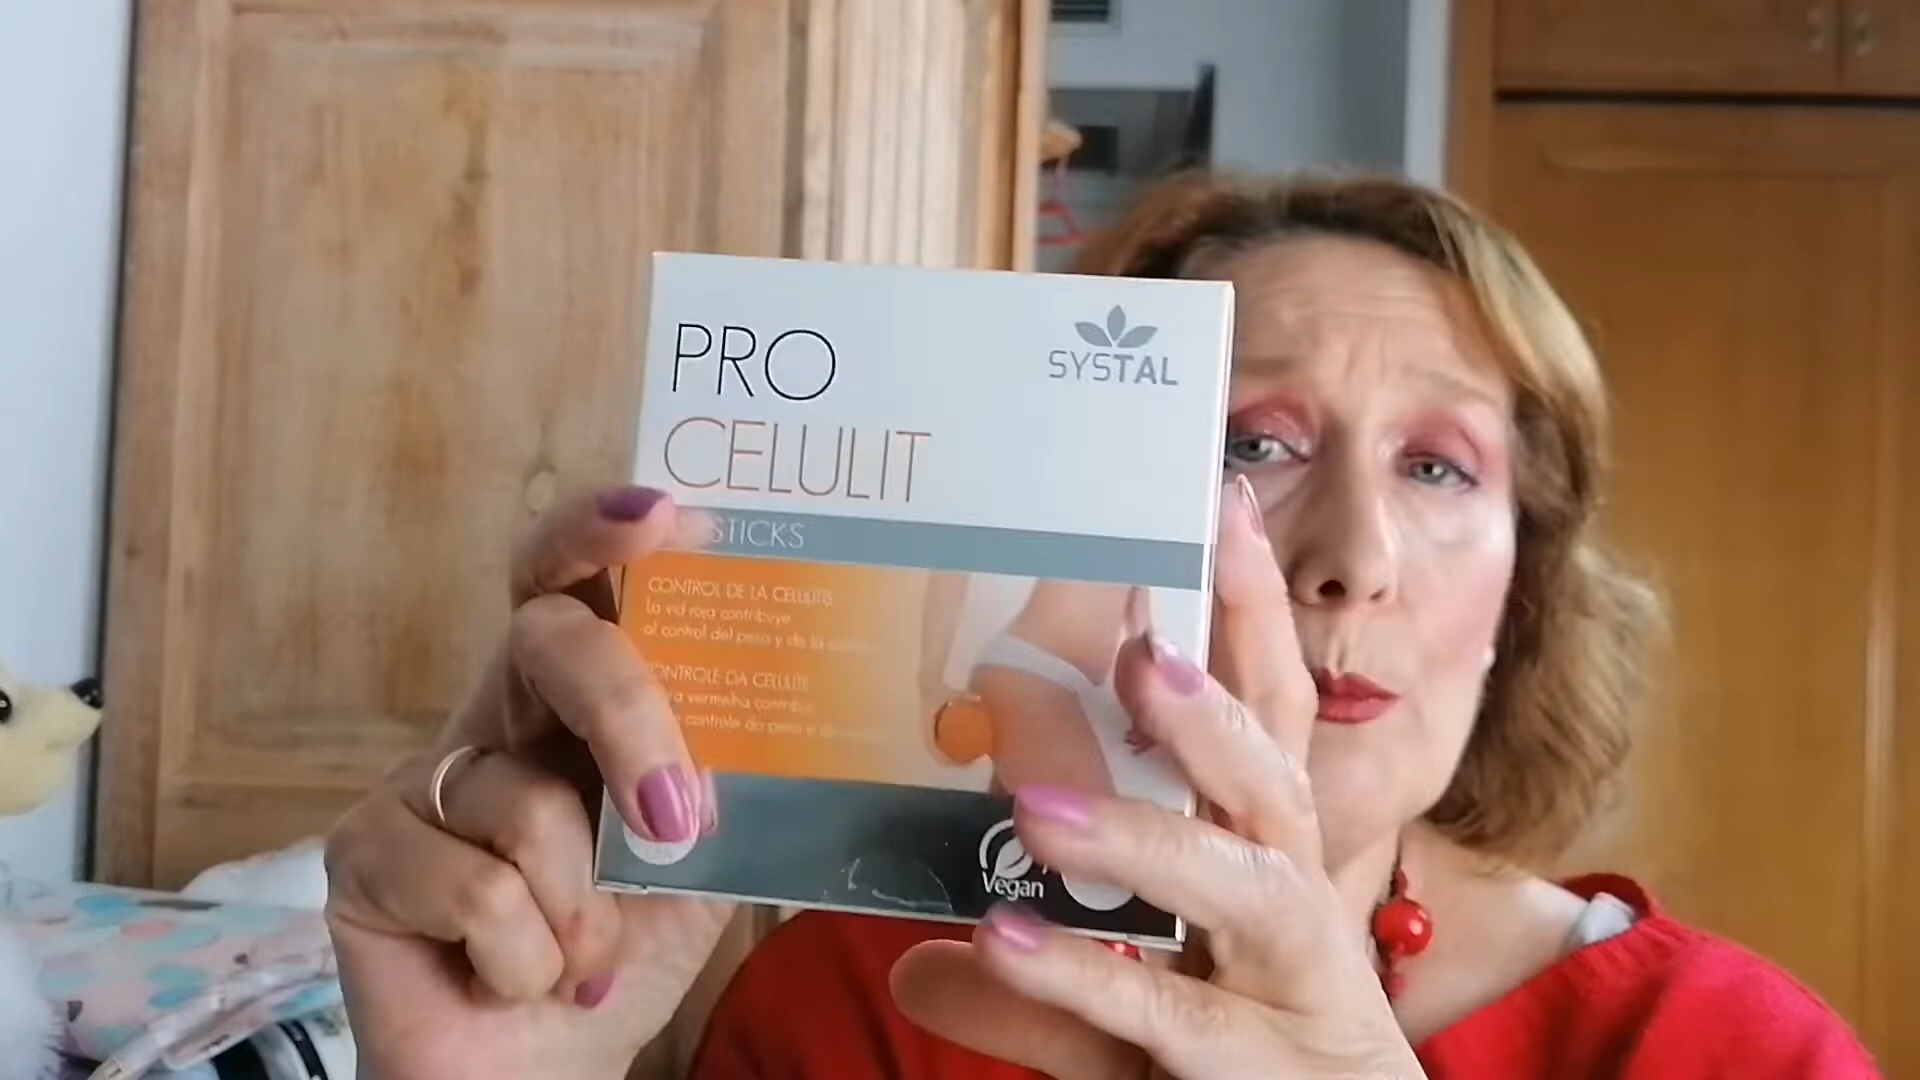 PRO
SYSTAL
CELULIT
STICKS
CONTROL DE LA CELULITIS
La vid roja contribuye
al control del peso y de la
CONTROLE DA CELULITE
vermelha contribui
controle do peso e
Vegan